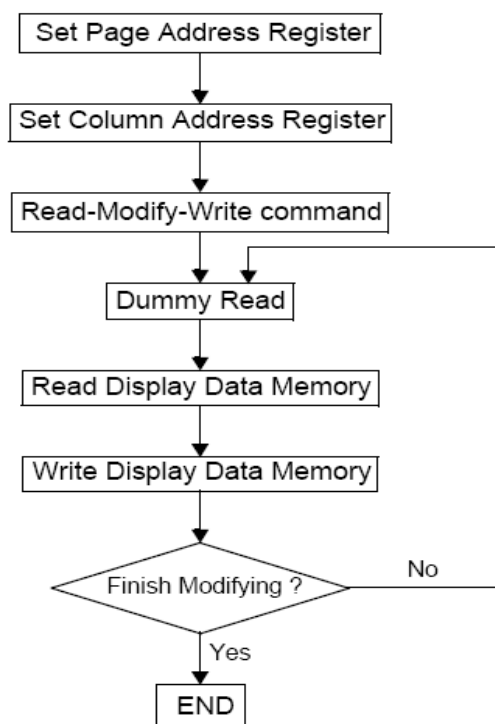 Set Page Address Register
Set Column Address Register
Read-Modify-Write command
Dummy Read
Read Display Data Memory
Write Display Data Memory
Finish Modifying ?
No
Yes
END